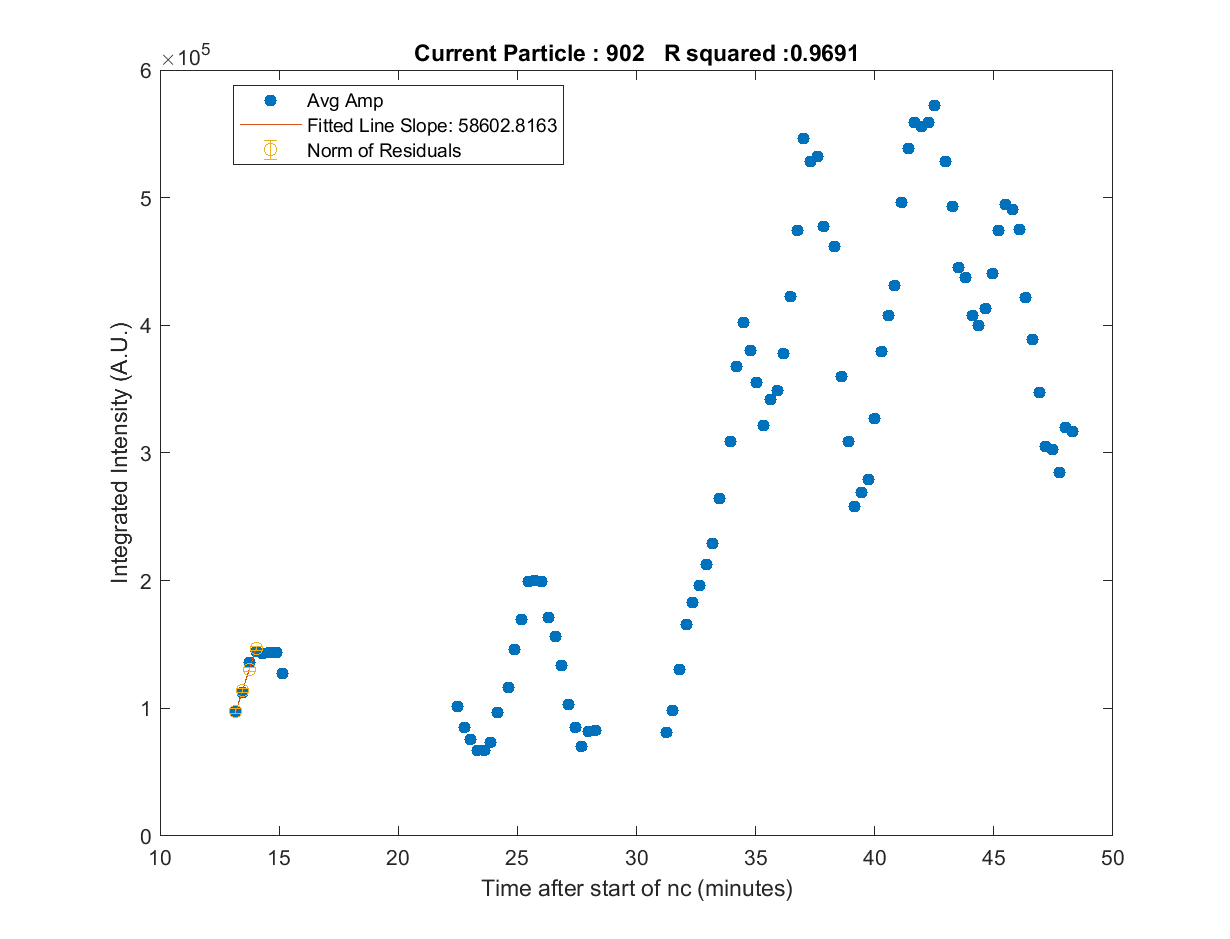 Current Particle : 902   R squared :0.9691
×10^5
Avg Amp
Fitted Line Slope: 58602.8163
Norm of Residuals
6
5
4
3
2
1
0
Integrated Intensity (A.U.)
10 15 20 25 30 35 40 45 50
Time after start of nc (minutes)